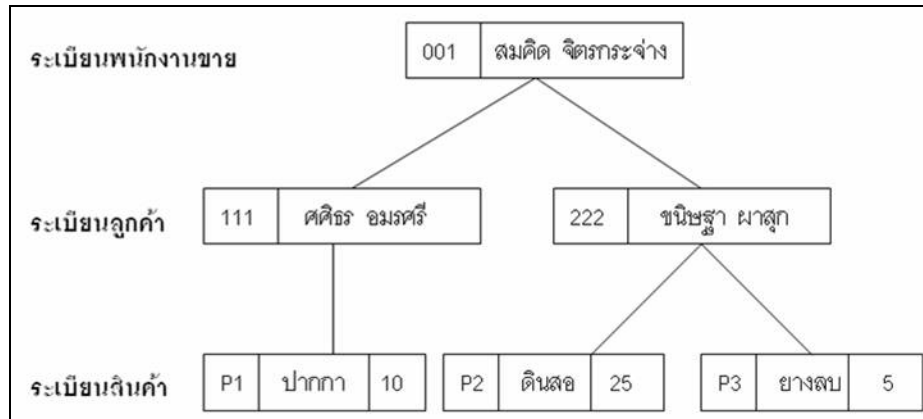 ระเบียนพนักงานขาย 001 สมคิด จิตรกระจ่าง
ระเบียนลูกค้า 111 ศศิธร อมรศรี 222 ขนิษฐา ผาสุก
ระเบียนสินค้า P1 ปากกา 10 P2 ดินสอ 25 P3 ยางลบ 5